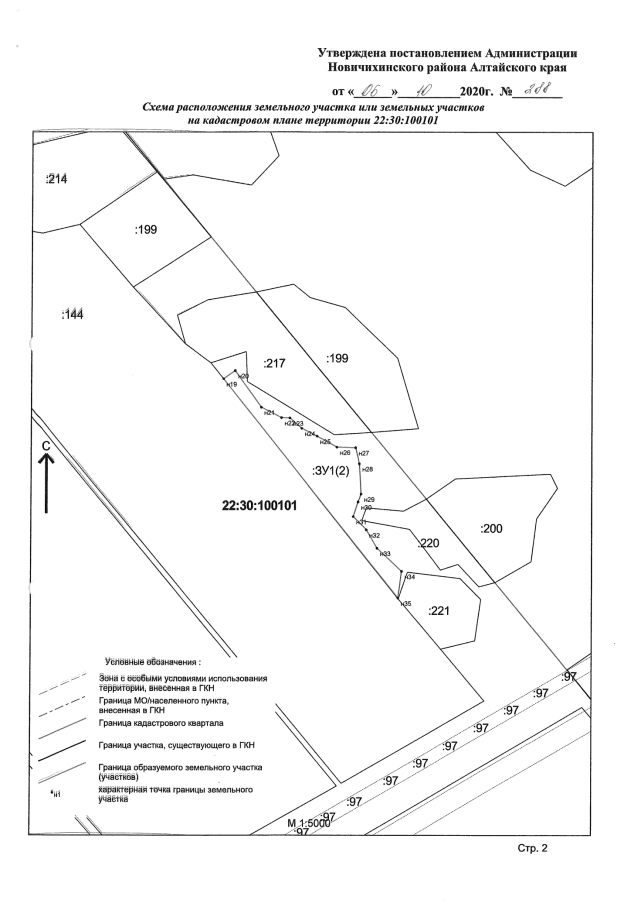 Утверждена постановлением Администрации
Новичихинского района Алтайского края
от « 05 » 10 2020г. № 288
Схема расположения земельного участка или земельных участков
на кадастровом плане территории 22:30:100101
:214
:199
:144
:217
:199
н20
н19
н21
н22
н23
н24
н25
н26
н27
н28
:ЗУ1(2)
С
22:30:100101
н29
н30
н31
н32
н33
н34
н35
:200
:220
:221
Условные обозначения :
Зона с особыми условиями использования
территории, внесенная в ГКН
Граница МО/населенного пункта,
внесенная в ГКН
Граница кадастрового квартала
Граница участка, существующего в ГКН
Граница образуемого земельного участка
(участков)
*н1
характерная точка границы земельного
участка
:97
:97
:97
:97
:97
:97
:97
:97
:97
:97
М 1:5000
Стр. 2